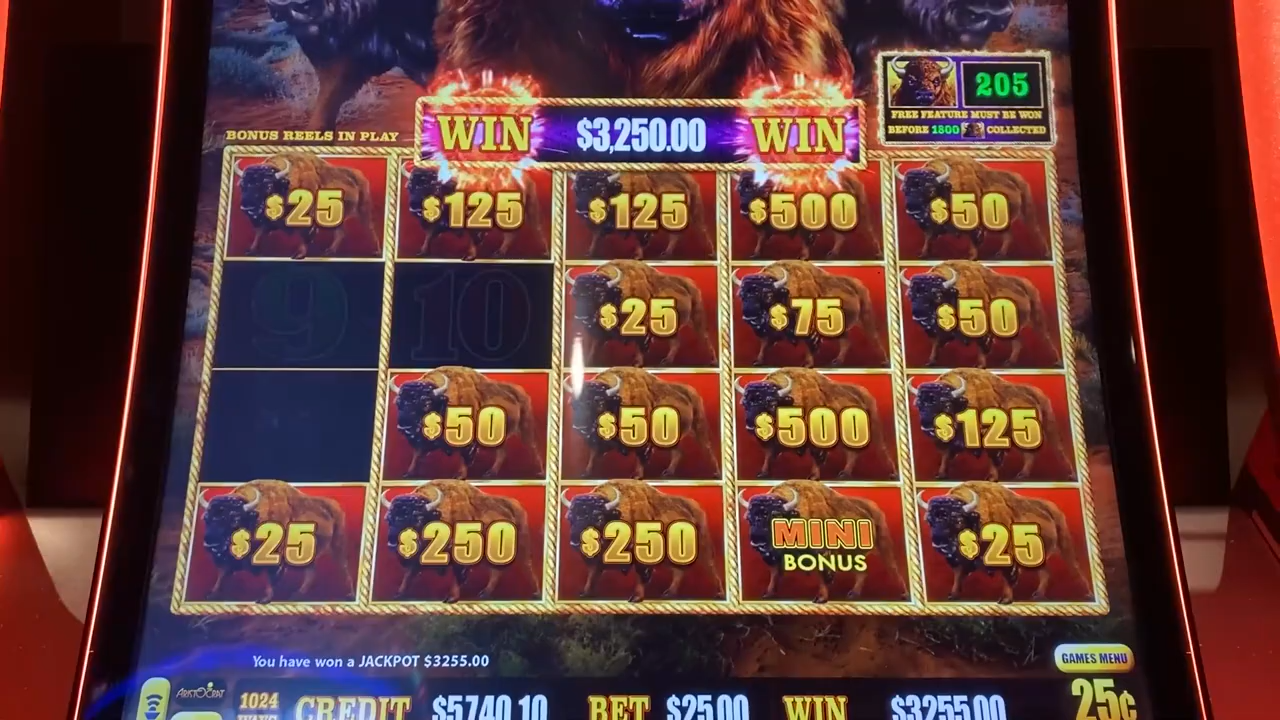 205
FREE FEATURE MUST BE WON
BEFORE 1800 COLLECTED
BONUS REELS IN PLAY
WIN $3,250.00 WIN
$25 $125 $125 $500 $50
9 10 $25 $75 $50
$50 $50 $500 $125
$25 $250 $250 MINI BONUS $25
You have won a JACKPOT $3255.00
GAMES MENU
ARISTOCRAT
1024 WAYS
CREDIT $5740.10 BET $25.00 WIN $3255.00 25¢